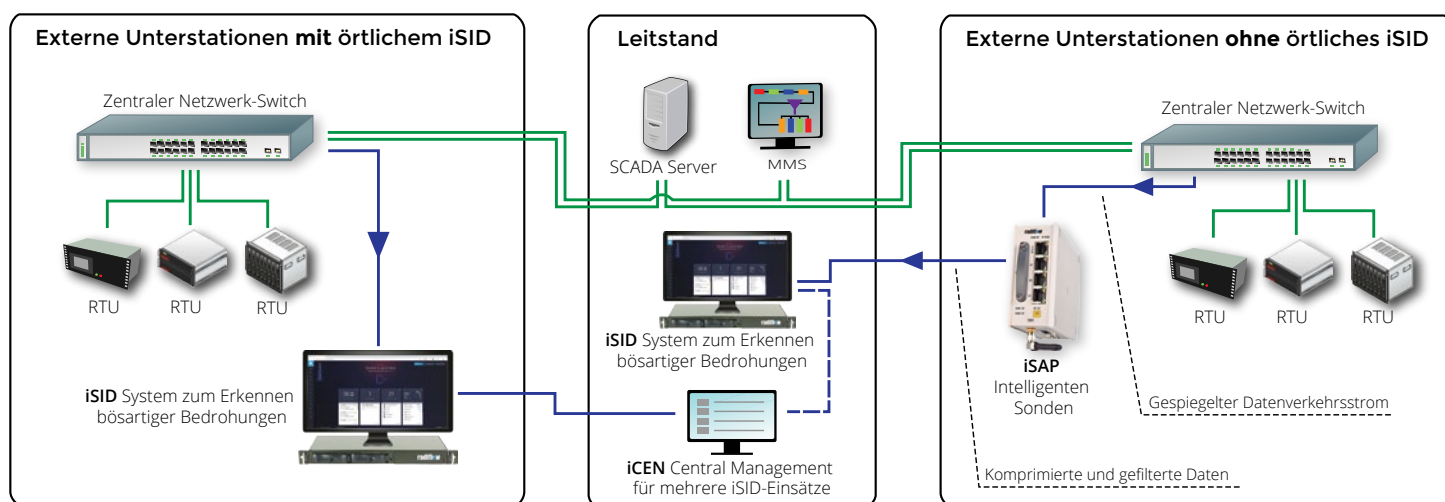 Externe Unterstationen mit örtlichem iSID
Zentraler Netzwerk-Switch
RTU
RTU
RTU
iSID System zum Erkennen
bösartiger Bedrohungen
Leitstand
SCADA Server
MMS
iSID System zum Erkennen
bösartiger Bedrohungen
iCEN Central Management
für mehrere iSID-Einsätze
Externe Unterstationen ohne örtliches iSID
Zentraler Netzwerk-Switch
RTU
RTU
RTU
iSAP
Intelligenten
Sonden
Gespiegelter Datenverkehrsstrom
Komprimierte und gefilterte Daten